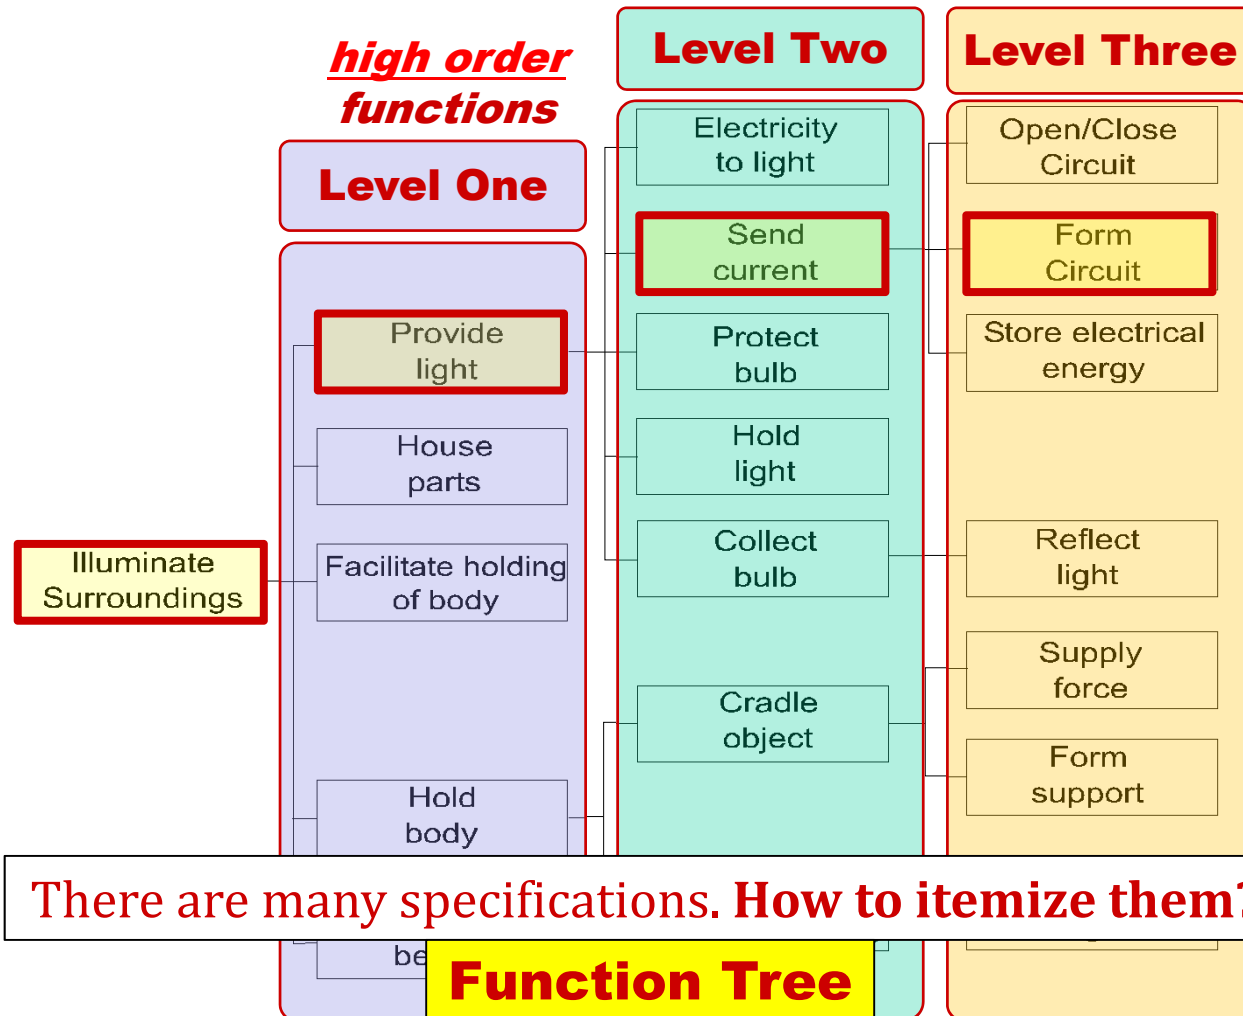 high order
functions
Level One
Level Two
Level Three
Illuminate
Surroundings
Provide
light
House
parts
Facilitate holding
of body
Hold
body
be
Electricity
to light
Send
current
Protect
bulb
Hold
light
Collect
bulb
Cradle
object
Open/Close
Circuit
Form
Circuit
Store electrical
energy
Reflect
light
Supply
force
Form
support
There are many specifications. How to itemize them?
Function Tree